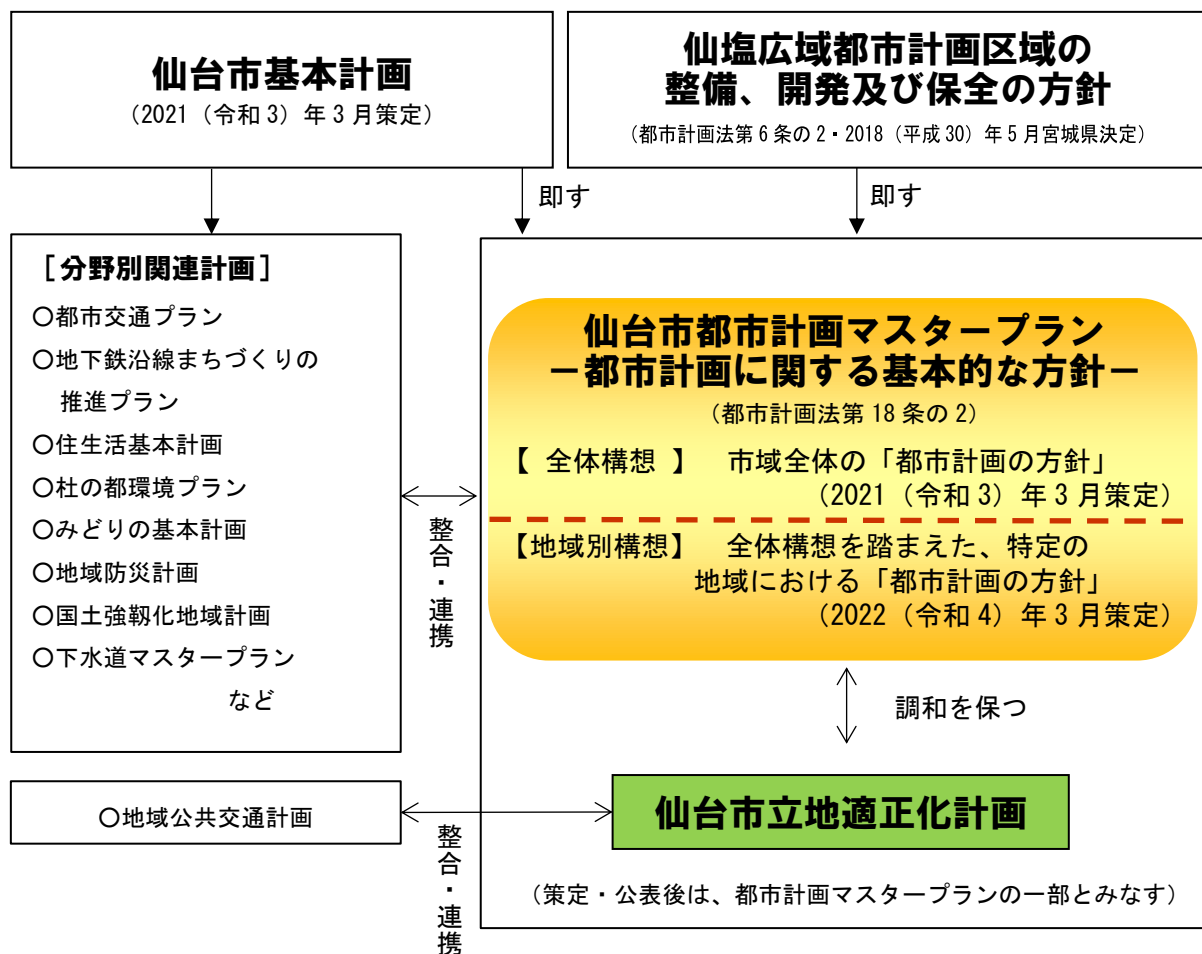 仙台市基本計画
（2021（令和3）年3月策定）
仙塩広域都市計画区域の
整備、開発及び保全の方針
（都市計画法第6条の2・2018（平成30）年5月宮城県決定）
即す
即す
［分野別関連計画］
○都市交通プラン
○地下鉄沿線まちづくりの
推進プラン
○住生活基本計画
○杜の都環境プラン
○みどりの基本計画
○地域防災計画
○国土強靱化地域計画
○下水道マスタープラン
など
整合・連携
仙台市都市計画マスタープラン
－都市計画に関する基本的な方針－
（都市計画法第18条の2）
【 全体構想 】 市域全体の「都市計画の方針」
（2021（令和3）年3月策定）
【地域別構想】 全体構想を踏まえた、特定の
地域における「都市計画の方針」
（2022（令和4）年3月策定）
調和を保つ
○地域公共交通計画
整合・連携
仙台市立地適正化計画
（策定・公表後は、都市計画マスタープランの一部とみなす）